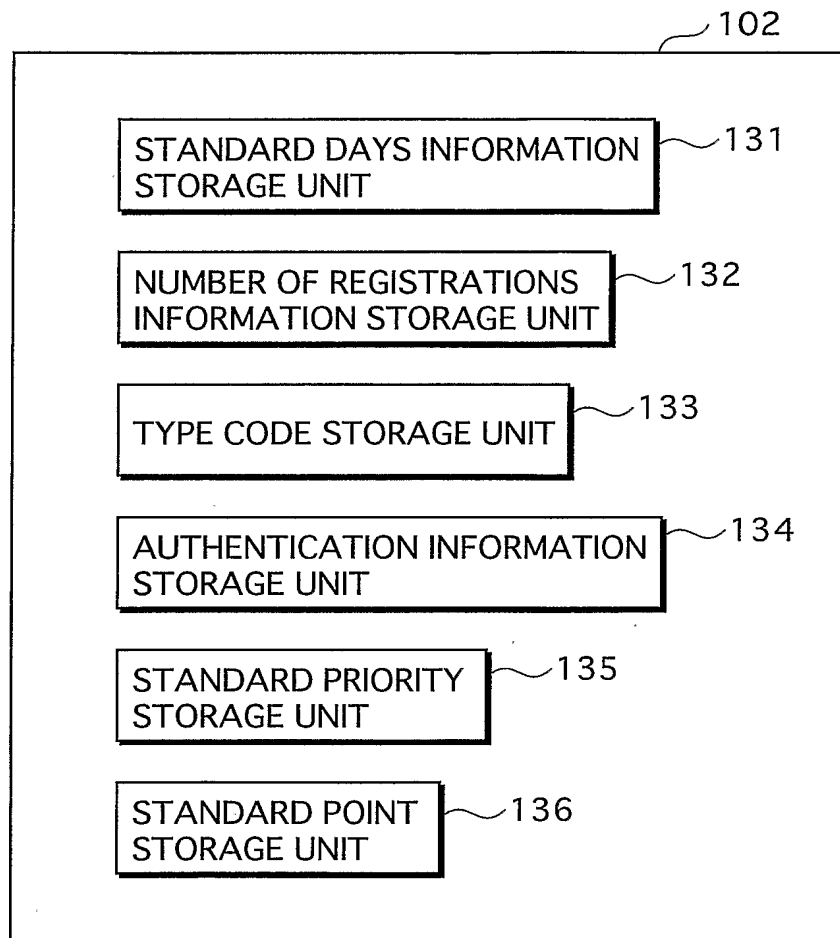 102
STANDARD DAYS INFORMATION
STORAGE UNIT
131
NUMBER OF REGISTRATIONS
INFORMATION STORAGE UNIT
132
TYPE CODE STORAGE UNIT
133
AUTHENTICATION INFORMATION
STORAGE UNIT
134
STANDARD PRIORITY
STORAGE UNIT
135
STANDARD POINT
STORAGE UNIT
136